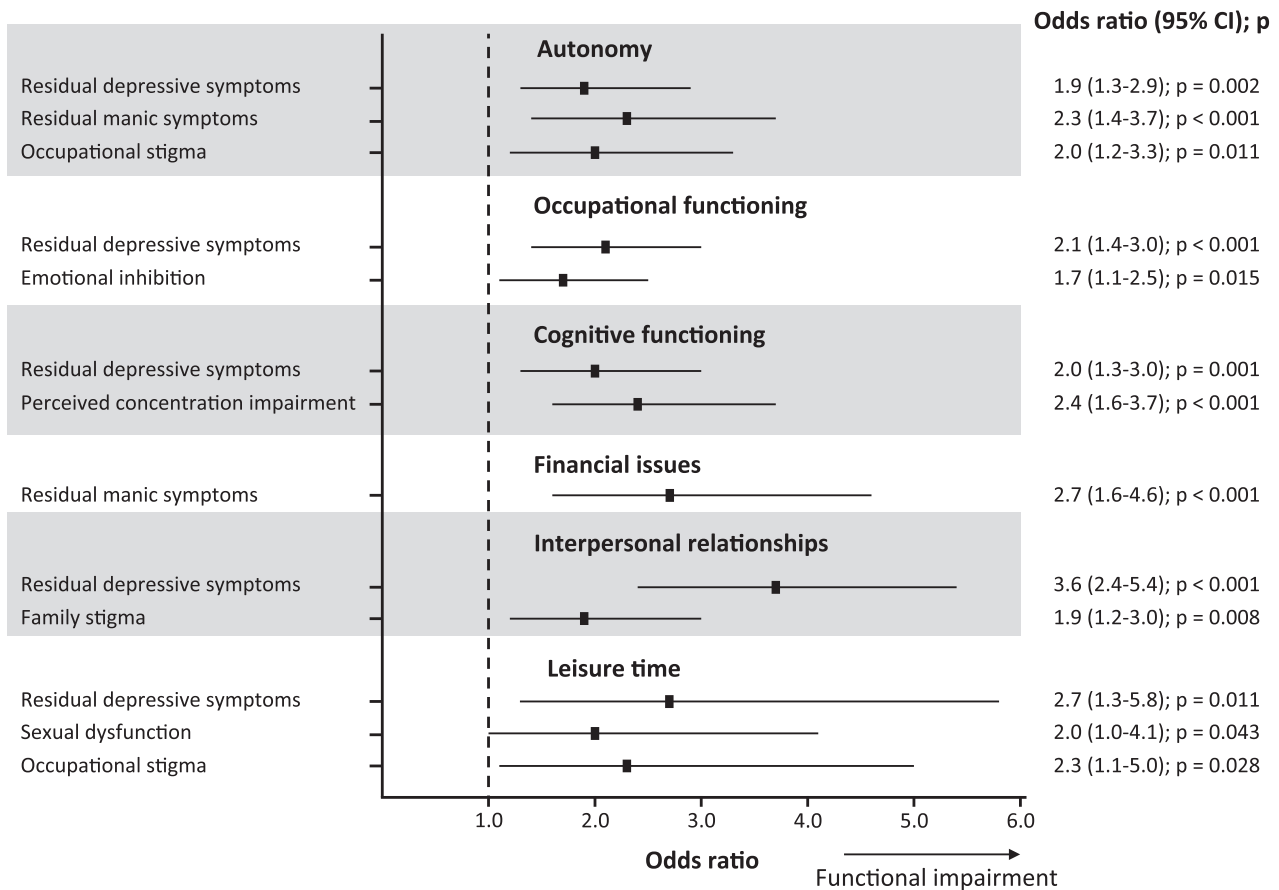 Odds ratio (95% CI); p
Autonomy
Residual depressive symptoms 1.9 (1.3-2.9); p = 0.002
Residual manic symptoms 2.3 (1.4-3.7); p < 0.001
Occupational stigma 2.0 (1.2-3.3); p = 0.011
Occupational functioning
Residual depressive symptoms 2.1 (1.4-3.0); p < 0.001
Emotional inhibition 1.7 (1.1-2.5); p = 0.015
Cognitive functioning
Residual depressive symptoms 2.0 (1.3-3.0); p = 0.001
Perceived concentration impairment 2.4 (1.6-3.7); p < 0.001
Financial issues
Residual manic symptoms 2.7 (1.6-4.6); p < 0.001
Interpersonal relationships
Residual depressive symptoms 3.6 (2.4-5.4); p < 0.001
Family stigma 1.9 (1.2-3.0); p = 0.008
Leisure time
Residual depressive symptoms 2.7 (1.3-5.8); p = 0.011
Sexual dysfunction 2.0 (1.0-4.1); p = 0.043
Occupational stigma 2.3 (1.1-5.0); p = 0.028
1.0 2.0 3.0 4.0 5.0 6.0
Odds ratio
Functional impairment